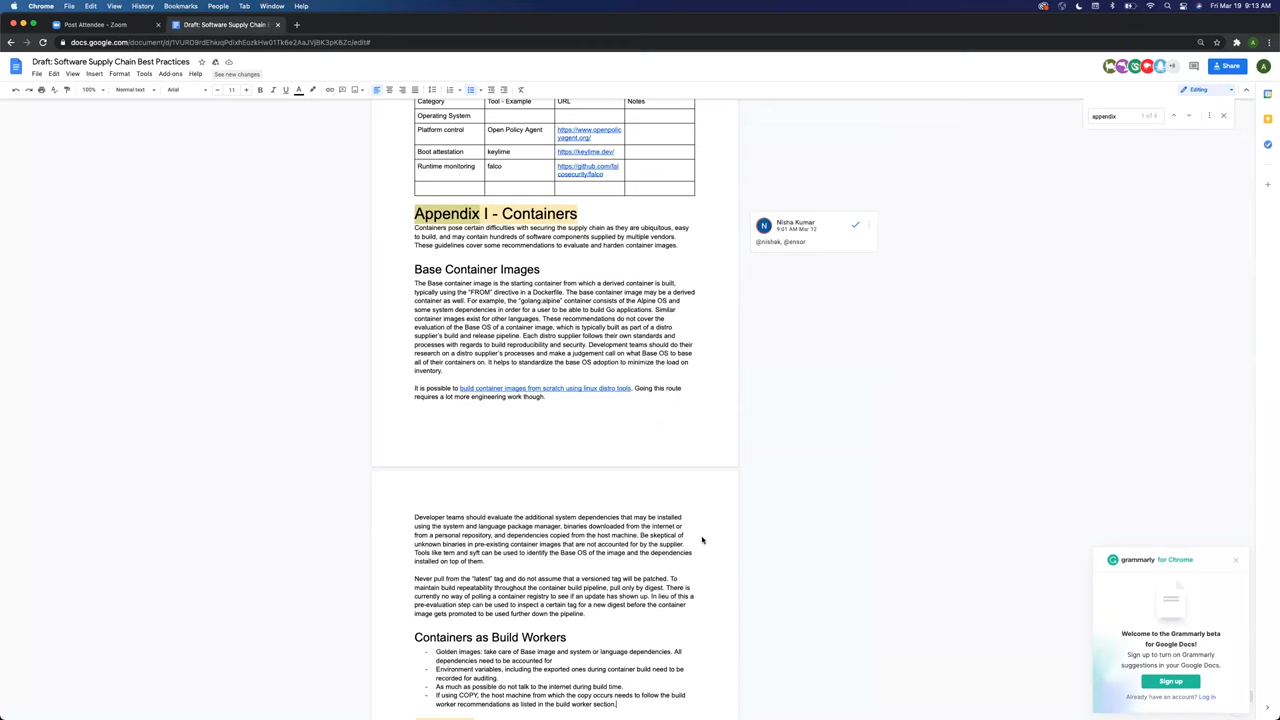 Chrome File Edit View History Bookmarks People Tab Window Help Fri Mar 19 9:13 AM
Post Attendee - Zoom Draft: Software Supply Chain
docs.google.com/document/d/1VURD9rdEhiuqPdixhEozkHw01Tk6e2AaJVjBK3pK6Zc/edit#
Draft: Software Supply Chain Best Practices
File Edit View Insert Format Tools Add-ons Help See new changes
+8 Share A
100% Normal text Arial 11 B I U A Editing
appendix 1 of 4
Category Tool - Example URL Notes
Operating System
Platform control Open Policy Agent https://www.openpolic
yagent.org/
Boot attestation keylime https://keylime.dev/
Runtime monitoring falco https://github.com/fal
cosecurity/falco
Appendix I - Containers
Containers pose certain difficulties with securing the supply chain as they are ubiquitous, easy
to build, and may contain hundreds of software components supplied by multiple vendors.
These guidelines cover some recommendations to evaluate and harden container images.
N Nisha Kumar
9:01 AM Mar 12
@nishak, @ensor
Base Container Images
The Base container image is the starting container from which a derived container is built,
typically using the "FROM" directive in a Dockerfile. The base container image may be a derived
container as well. For example, the "golang:alpine" container consists of the Alpine OS and
some system dependencies in order for a user to be able to build Go applications. Similar
container images exist for other languages. These recommendations do not cover the
evaluation of the Base OS of a container image, which is typically built as part of a distro
supplier's build and release pipeline. Each distro supplier follows their own standards and
processes with regards to build reproducibility and security. Development teams should do their
research on a distro supplier's processes and make a judgement call on what Base OS to base
all of their containers on. It helps to standardize the base OS adoption to minimize the load on
inventory.
It is possible to build container images from scratch using linux distro tools. Going this route
requires a lot more engineering work though.
Developer teams should evaluate the additional system dependencies that may be installed
using the system and language package manager, binaries downloaded from the internet or
from a personal repository, and dependencies copied from the host machine. Be skeptical of
unknown binaries in pre-existing container images that are not accounted for by the supplier.
Tools like tern and syft can be used to identify the Base OS of the image and the dependencies
installed on top of them.
Never pull from the "latest" tag and do not assume that a versioned tag will be patched. To
maintain build repeatability throughout the container build pipeline, pull only by digest. There is
currently no way of polling a container registry to see if an update has shown up. In lieu of this a
pre-evaluation step can be used to inspect a certain tag for a new digest before the container
image gets promoted to be used further down the pipeline.
Containers as Build Workers
- Golden images: take care of Base image and system or language dependencies. All
dependencies need to be accounted for
- Environment variables, including the exported ones during container build need to be
recorded for auditing.
- As much as possible do not talk to the internet during build time.
- If using COPY, the host machine from which the copy occurs needs to follow the build
worker recommendations as listed in the build worker section.
grammarly for Chrome
Welcome to the Grammarly beta
for Google Docs!
Sign up to turn on Grammarly
suggestions in your Google Docs.
Sign up
Already have an account? Log in